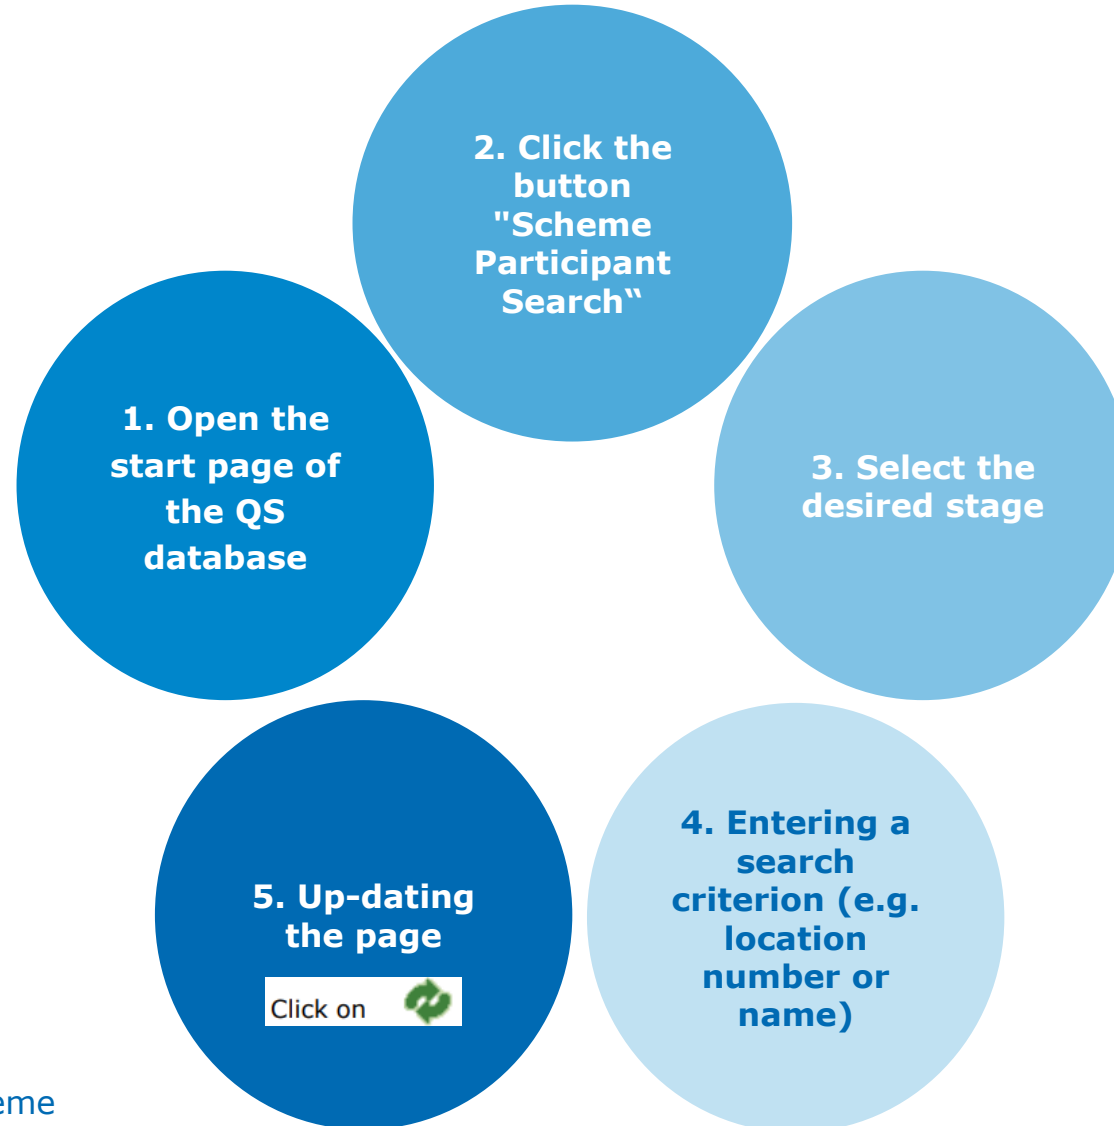 1. Open the
start page of
the QS
database
2. Click the
button
"Scheme
Participant
Search‟
3. Select the
desired stage
4. Entering a
search
criterion (e.g.
location
number or
name)
5. Up-dating
the page
Click on
eme